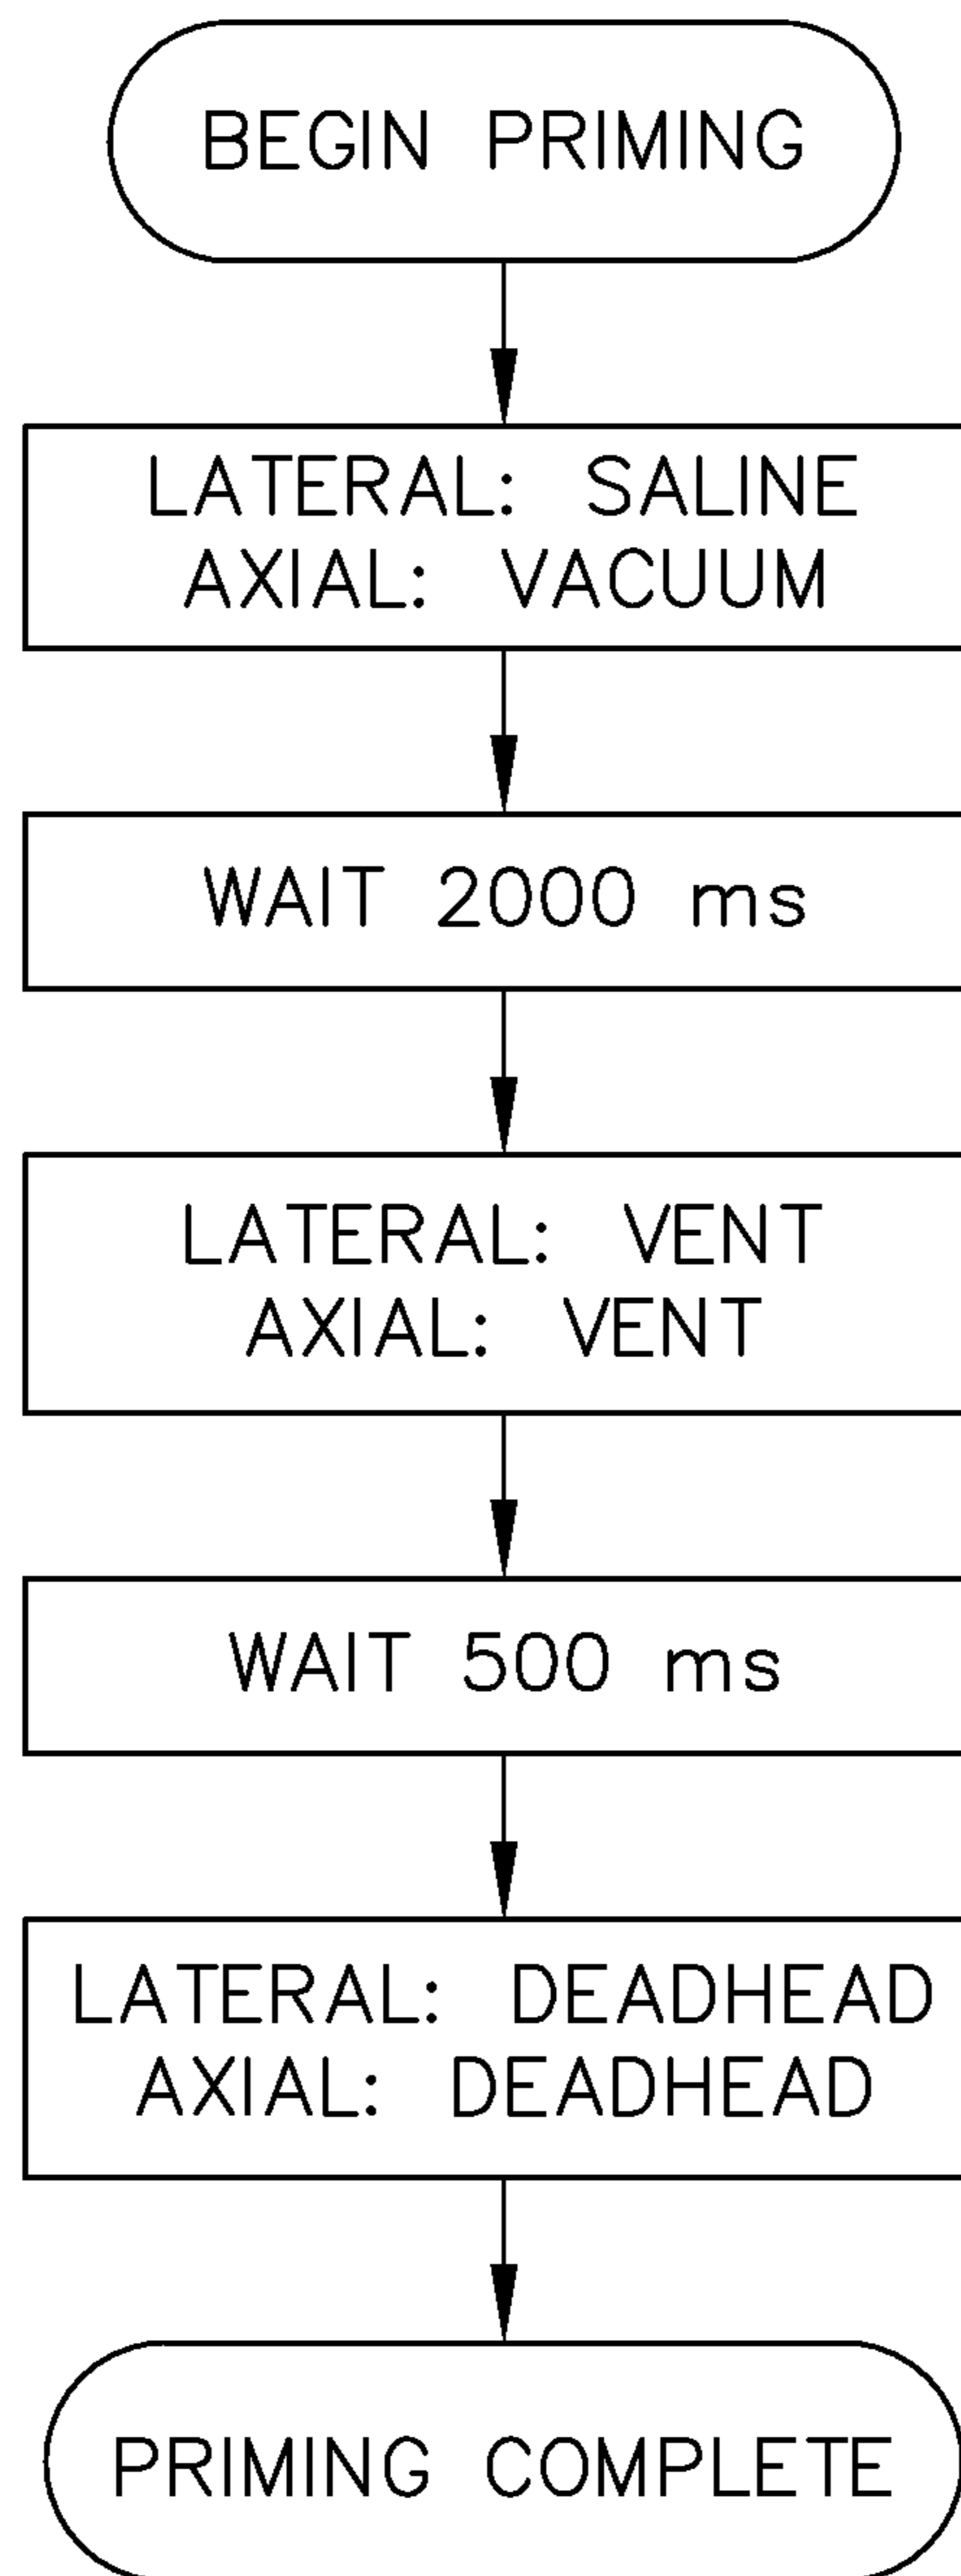 BEGIN PRIMING
LATERAL: SALINE
AXIAL: VACUUM
WAIT 2000 ms
LATERAL: VENT
AXIAL: VENT
WAIT 500 ms
LATERAL: DEADHEAD
AXIAL: DEADHEAD
PRIMING COMPLETE